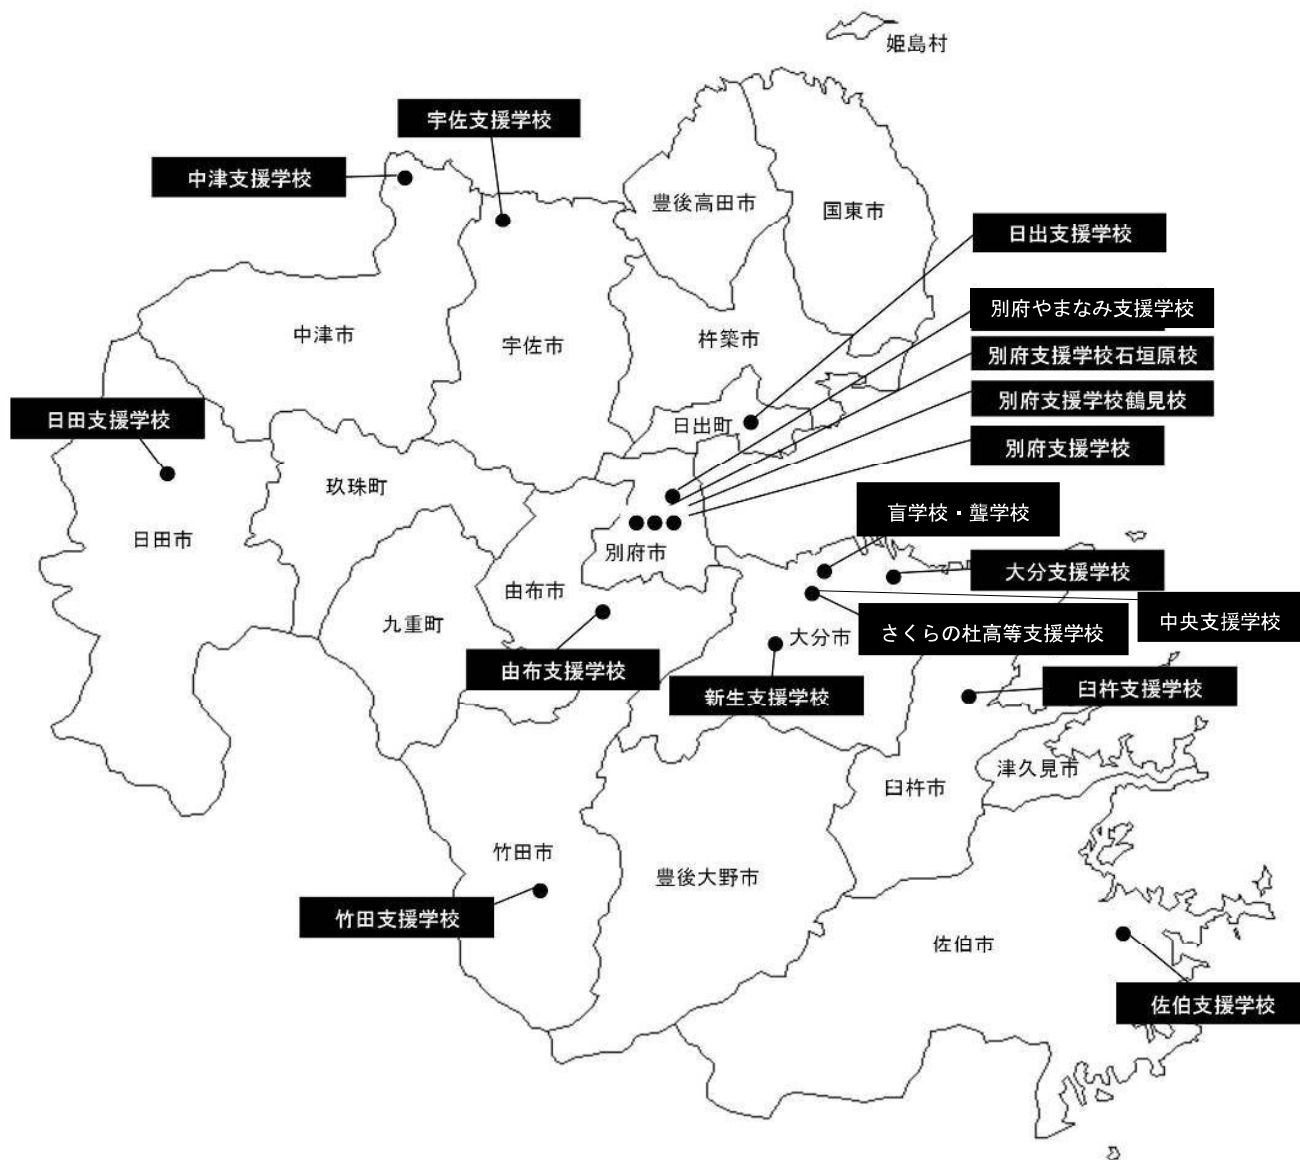 姫島村
宇佐支援学校
中津支援学校
豊後高田市
国東市
日出支援学校
別府やまなみ支援学校
中津市
宇佐市
杵築市
別府支援学校石垣原校
別府支援学校鶴見校
日田支援学校
日出町
別府支援学校
玖珠町
盲学校・聾学校
日田市
別府市
大分支援学校
由布市
九重町
大分市
さくらの杜高等支援学校
中央支援学校
由布支援学校
新生支援学校
臼杵支援学校
津久見市
臼杵市
竹田市
豊後大野市
竹田支援学校
佐伯市
佐伯支援学校